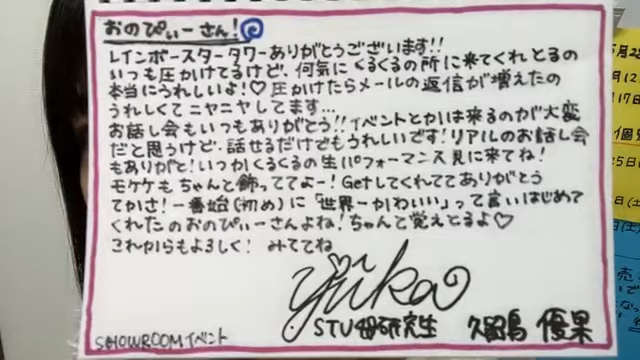 おのぴぃーさん!
レインボースタータワーありがとうございます!!
いつも圧かけてるけど、何気にくるくるの所に来てくれとるの
本当にうれしいよ!♡圧かけたらメールの返信が増えたの
うれしくてニヤニヤしてます...
お話し会もいつもありがとう!!イベントとかは来るのが大変
だと思うけど、話せるだけでもうれしいです!リアルのお話し会
もありがと!いつかくるくるの生パフォーマンス見に来てね!
モケケもちゃんと飾っててよー!Getしてくれててありがとう
てかさ!一番始(初め)に「世界一かわいい」って言いはじめて
くれたのおのぴぃーさんよね!ちゃんと覚えとるよ♡
これからもよろしく! みててね
Yuka
STU48研究生 久留島 優果
SHOWROOMイベント
17日
個